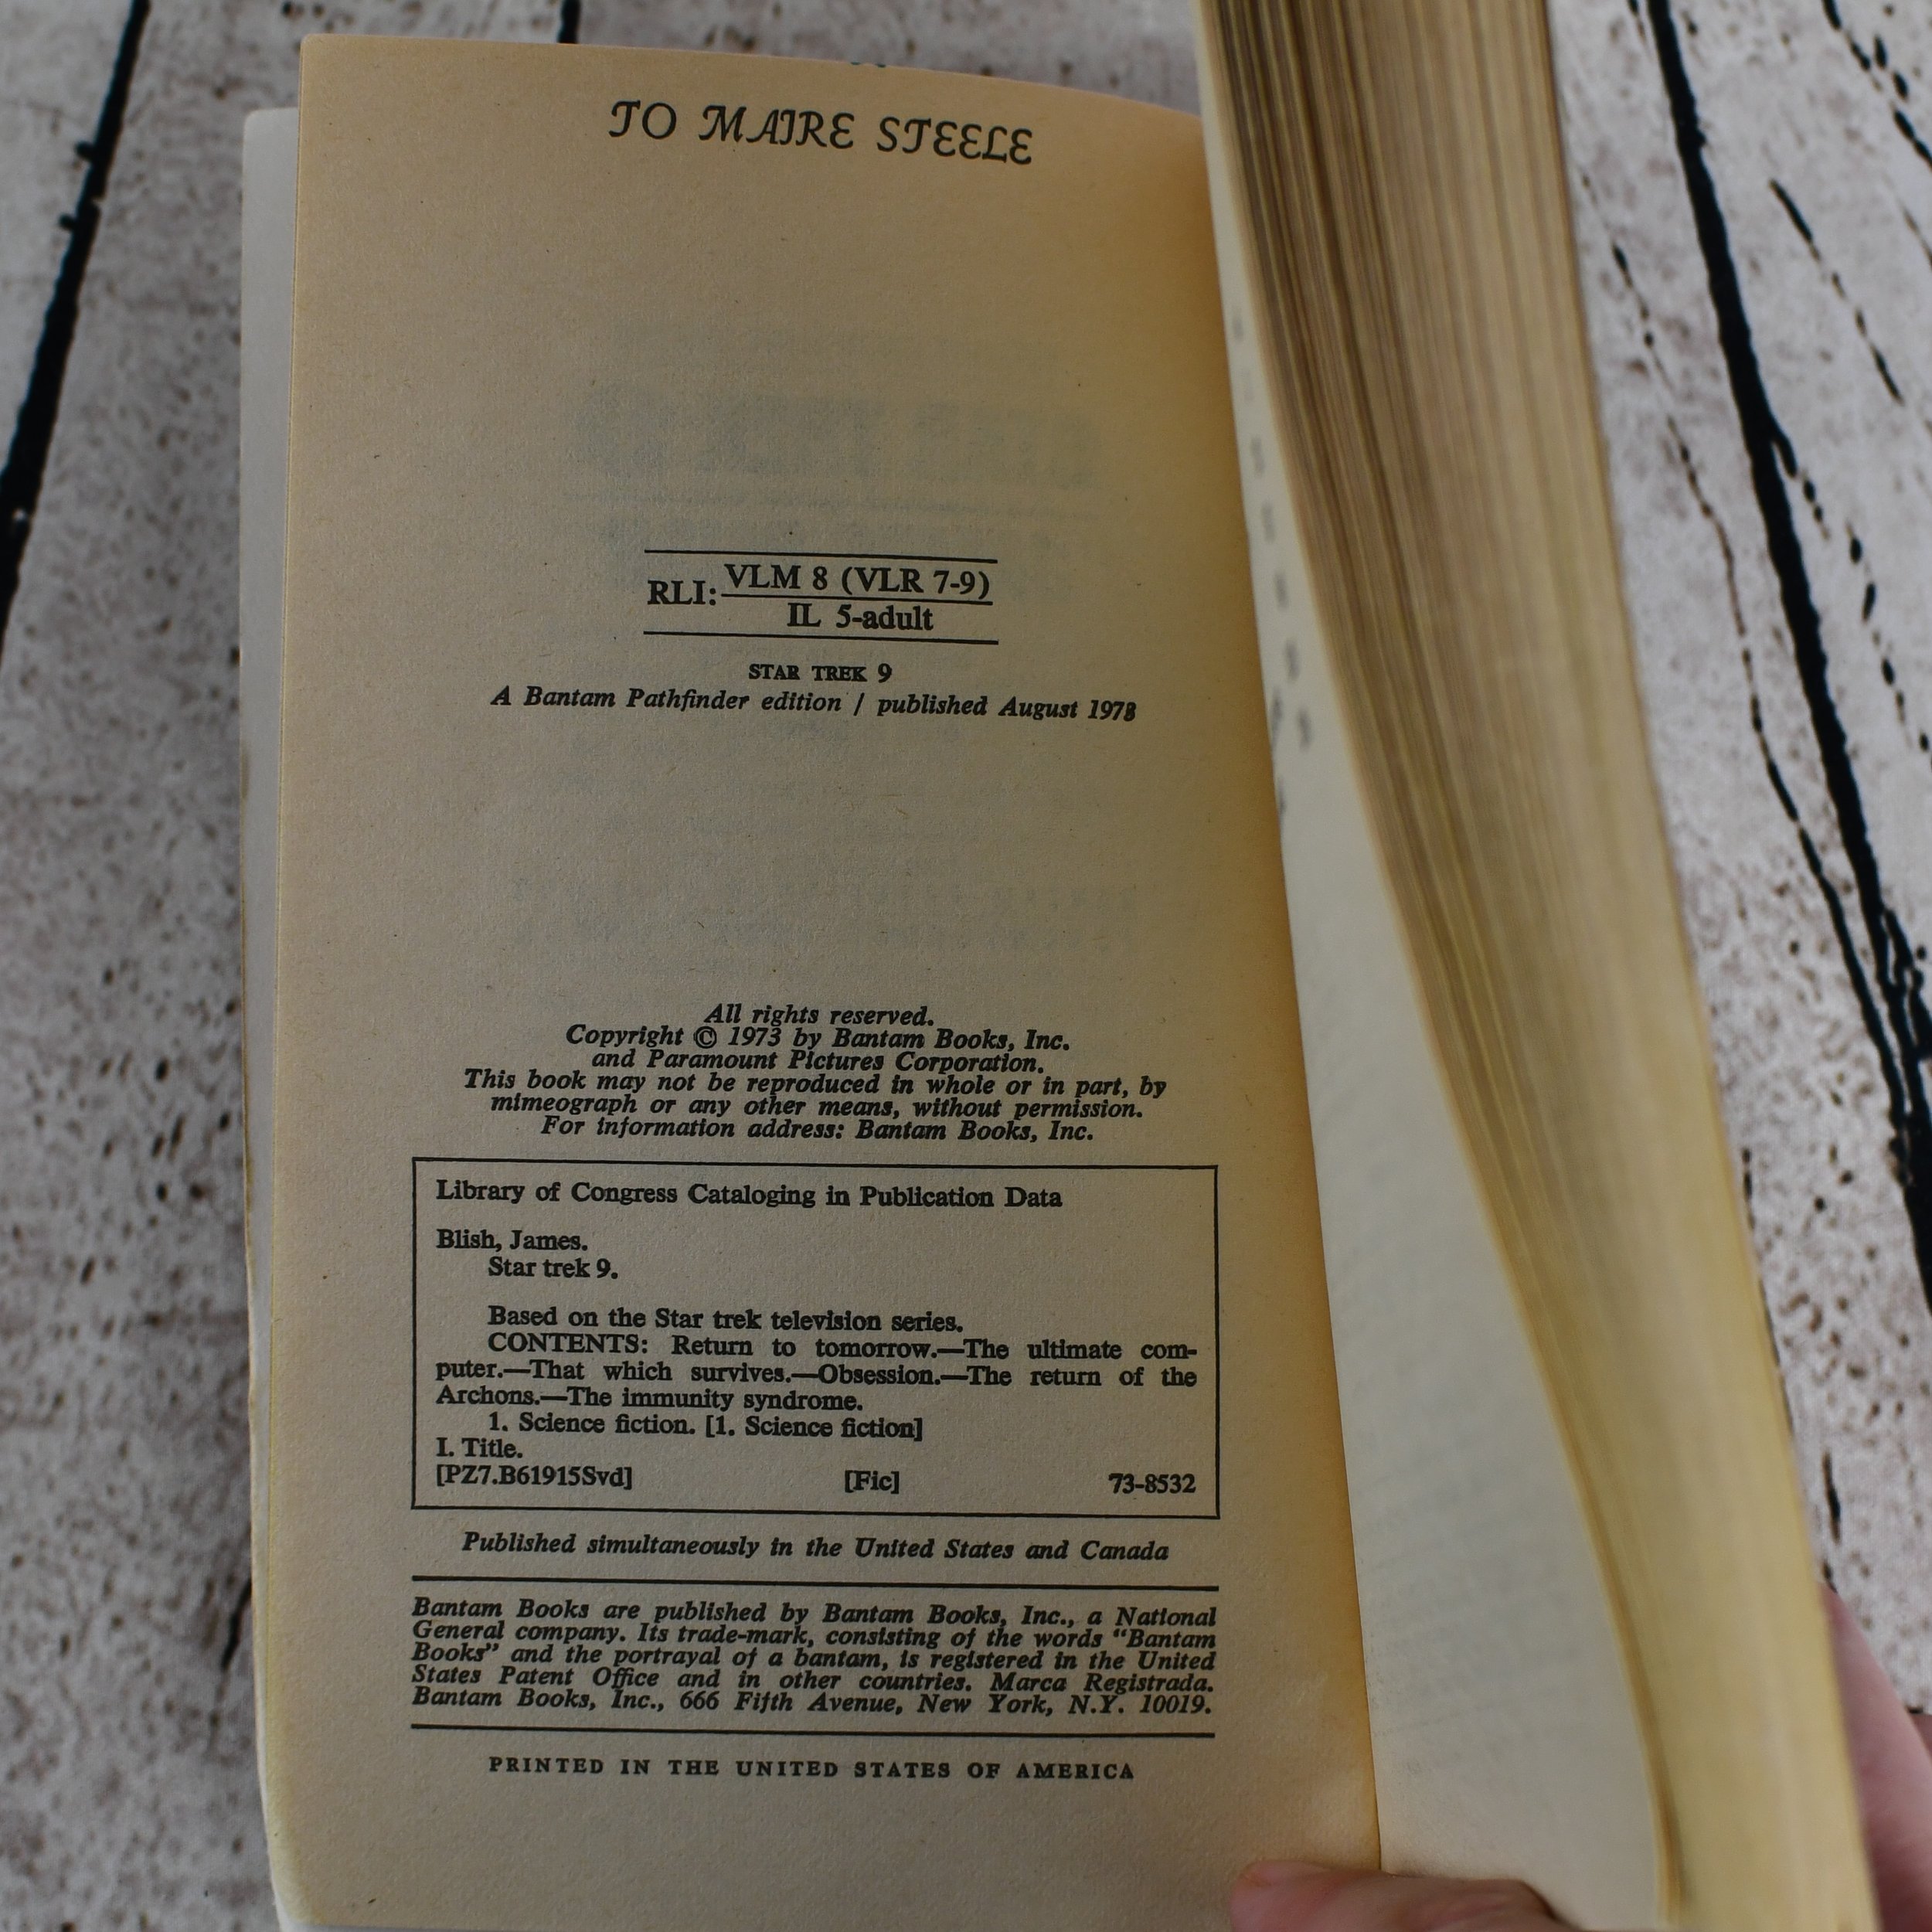 TO MAIRE STEELE
RLI: VLM 8 (VLR 7-9)
IL 5-adult
STAR TREK 9
A Bantam Pathfinder edition / published August 1973
All rights reserved.
Copyright © 1973 by Bantam Books, Inc.
and Paramount Pictures Corporation.
This book may not be reproduced in whole or in part, by
mimeograph or any other means, without permission.
For information address: Bantam Books, Inc.
Library of Congress Cataloging in Publication Data
Blish, James.
Star trek 9.
Based on the Star trek television series.
CONTENTS: Return to tomorrow.—The ultimate com-
puter.—That which survives.—Obsession.—The return of the
Archons.—The immunity syndrome.
1. Science fiction. [1. Science fiction]
I. Title.
[PZ7.B61915Svd] [Fic] 73-8532
Published simultaneously in the United States and Canada
Bantam Books are published by Bantam Books, Inc., a National
General company. Its trade-mark, consisting of the words “Bantam
Books” and the portrayal of a bantam, is registered in the United
States Patent Office and in other countries. Marca Registrada.
Bantam Books, Inc., 666 Fifth Avenue, New York, N.Y. 10019.
PRINTED IN THE UNITED STATES OF AMERICA